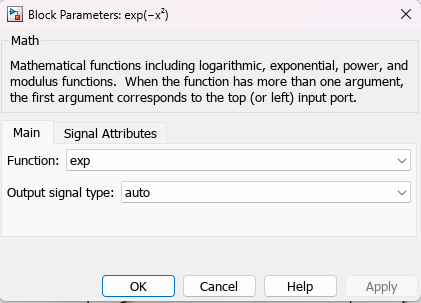 Block Parameters: exp(−x²)
Math
Mathematical functions including logarithmic, exponential, power, and
modulus functions.  When the function has more than one argument,
the first argument corresponds to the top (or left) input port.
Main Signal Attributes
Function: exp
Output signal type: auto
OK Cancel Help Apply